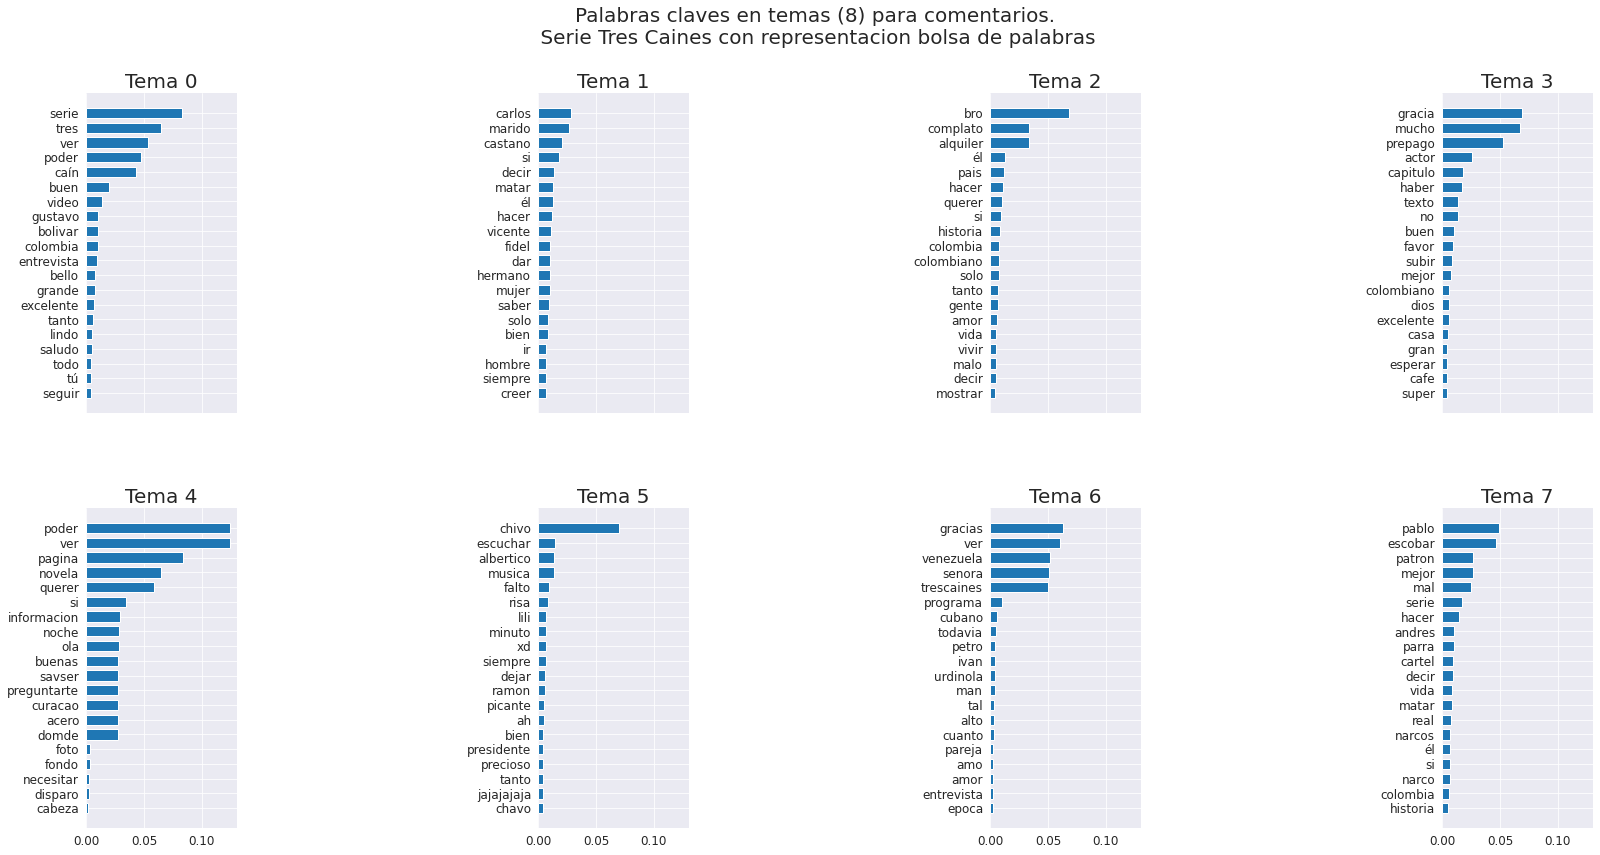 Palabras claves en temas (8) para comentarios.
Serie Tres Caines con representacion bolsa de palabras
Tema 0
serie
tres
ver
poder
caín
buen
video
gustavo
bolivar
colombia
entrevista
bello
grande
excelente
tanto
lindo
saludo
todo
tú
seguir
Tema 1
carlos
marido
castano
si
decir
matar
él
hacer
vicente
fidel
dar
hermano
mujer
saber
solo
bien
ir
hombre
siempre
creer
Tema 2
bro
complato
alquiler
él
pais
hacer
querer
si
historia
colombia
colombiano
solo
tanto
gente
amor
vida
vivir
malo
decir
mostrar
Tema 3
gracia
mucho
prepago
actor
capitulo
haber
texto
no
buen
favor
subir
mejor
colombiano
dios
excelente
casa
gran
esperar
cafe
super
Tema 4
poder
ver
pagina
novela
querer
si
informacion
noche
ola
buenas
savser
preguntarte
curacao
acero
domde
foto
fondo
necesitar
disparo
cabeza
0.00 0.05 0.10
Tema 5
chivo
escuchar
albertico
musica
falto
risa
lili
minuto
xd
siempre
dejar
ramon
picante
ah
bien
presidente
precioso
tanto
jajajajaja
chavo
0.00 0.05 0.10
Tema 6
gracias
ver
venezuela
senora
trescaines
programa
cubano
todavia
petro
ivan
urdinola
man
tal
alto
cuanto
pareja
amo
amor
entrevista
epoca
0.00 0.05 0.10
Tema 7
pablo
escobar
patron
mejor
mal
serie
hacer
andres
parra
cartel
decir
vida
matar
real
narcos
él
si
narco
colombia
historia
0.00 0.05 0.10